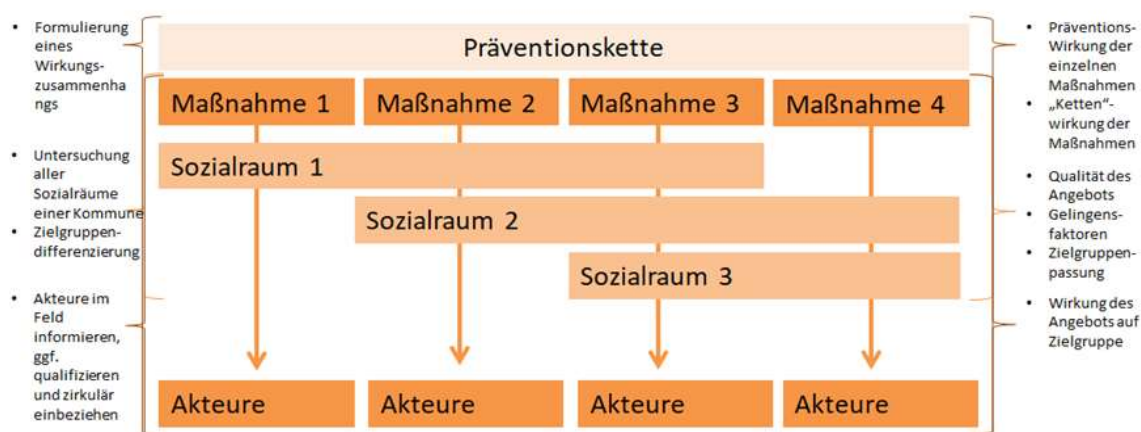 • Formulierung
eines
Wirkungs-
zusammenha
ngs
• Untersuchung
aller
Sozialräume
einer Kommune
• Zielgruppen-
differenzierung
• Akteure im
Feld
informieren,
ggf.
qualifizieren
und zirkulär
einbeziehen
Präventionskette
Maßnahme 1 Maßnahme 2 Maßnahme 3 Maßnahme 4
Sozialraum 1
Sozialraum 2
Sozialraum 3
Akteure Akteure Akteure Akteure
• Präventions-
Wirkung der
einzelnen
Maßnahmen
• „Ketten“-
wirkung der
Maßnahmen
• Qualität des
Angebots
• Gelingens-
faktoren
• Zielgruppen-
passung
• Wirkung des
Angebots auf
Zielgruppe